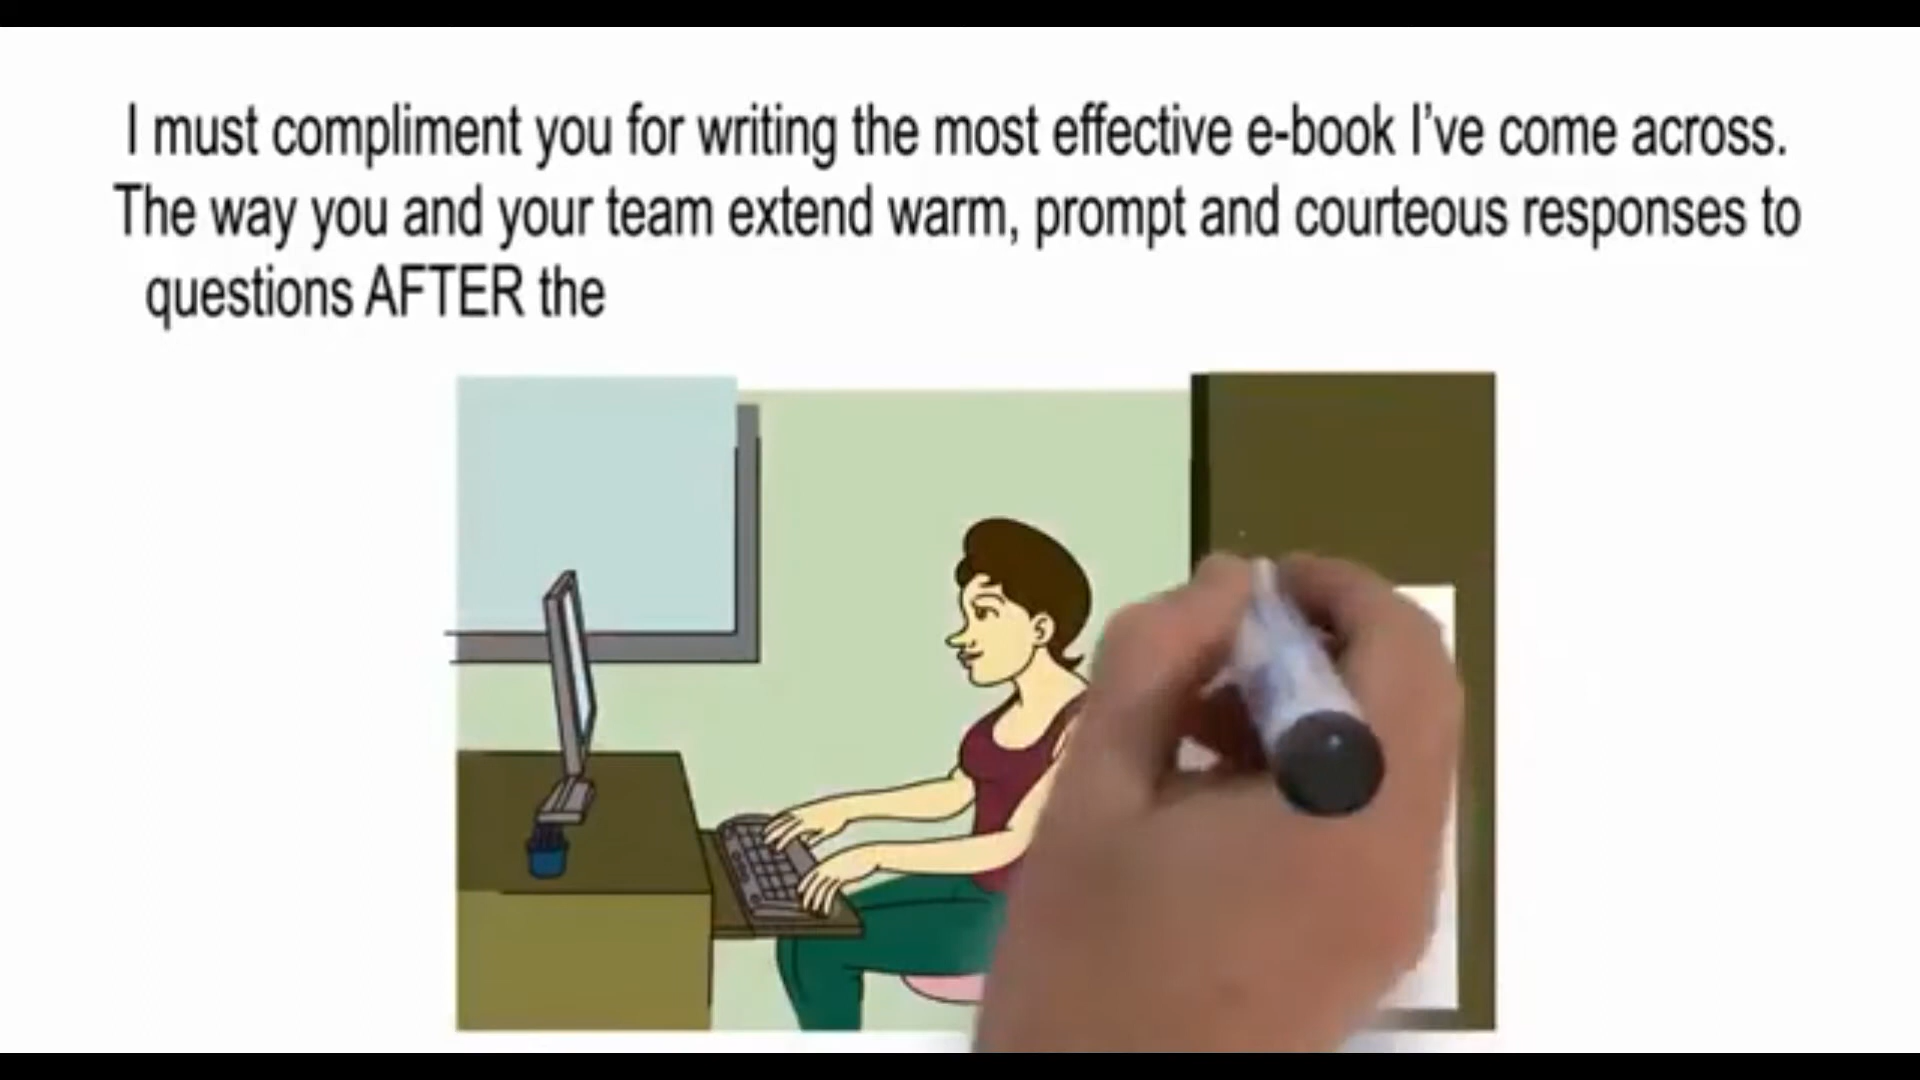 I must compliment you for writing the most effective e-book I've come across.
The way you and your team extend warm, prompt and courteous responses to
questions AFTER the